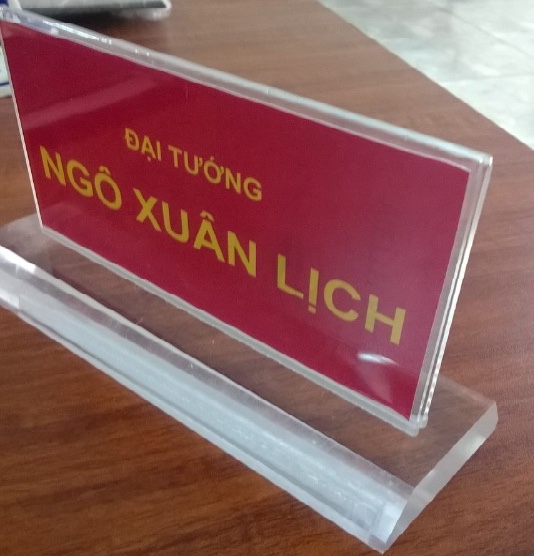 ĐẠI TƯỚNG
NGÔ XUÂN LỊCH